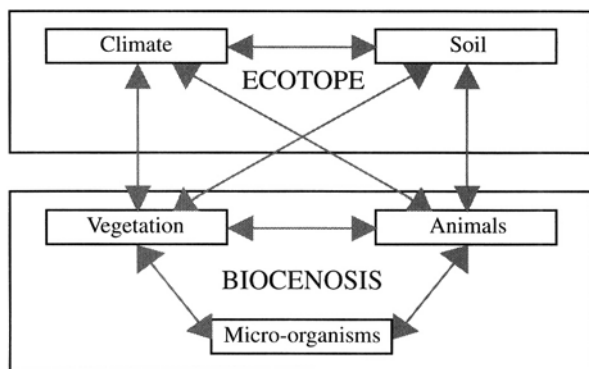 Climate Soil
ECOTOPE
Vegetation Animals
BIOCENOSIS
Micro-organisms